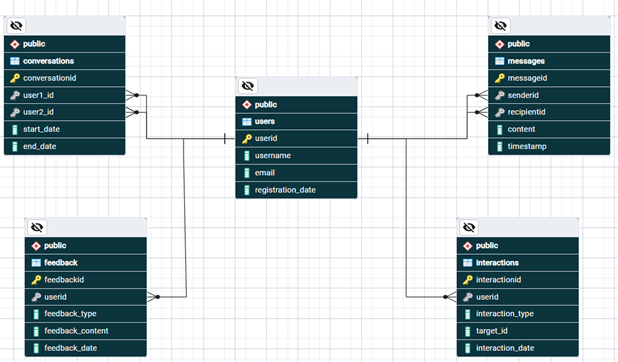 public
conversations
conversationid
user1_id
user2_id
start_date
end_date
public
users
userid
username
email
registration_date
public
messages
messageid
senderid
recipientid
content
timestamp
public
feedback
feedbackid
userid
feedback_type
feedback_content
feedback_date
public
interactions
interactionid
userid
interaction_type
target_id
interaction_date